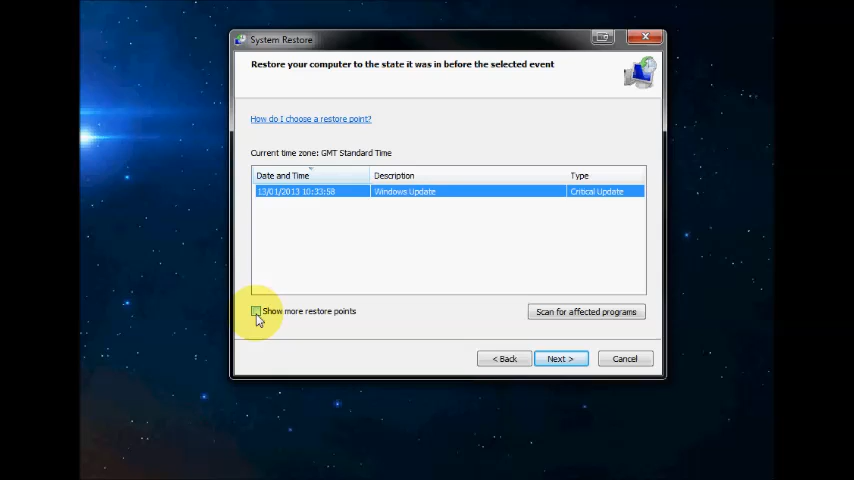 System Restore
Restore your computer to the state it was in before the selected event
How do I choose a restore point?
Current time zone: GMT Standard Time
Date and Time Description Type
13/01/2013 10:33:58 Windows Update Critical Update
Show more restore points Scan for affected programs
< Back Next > Cancel